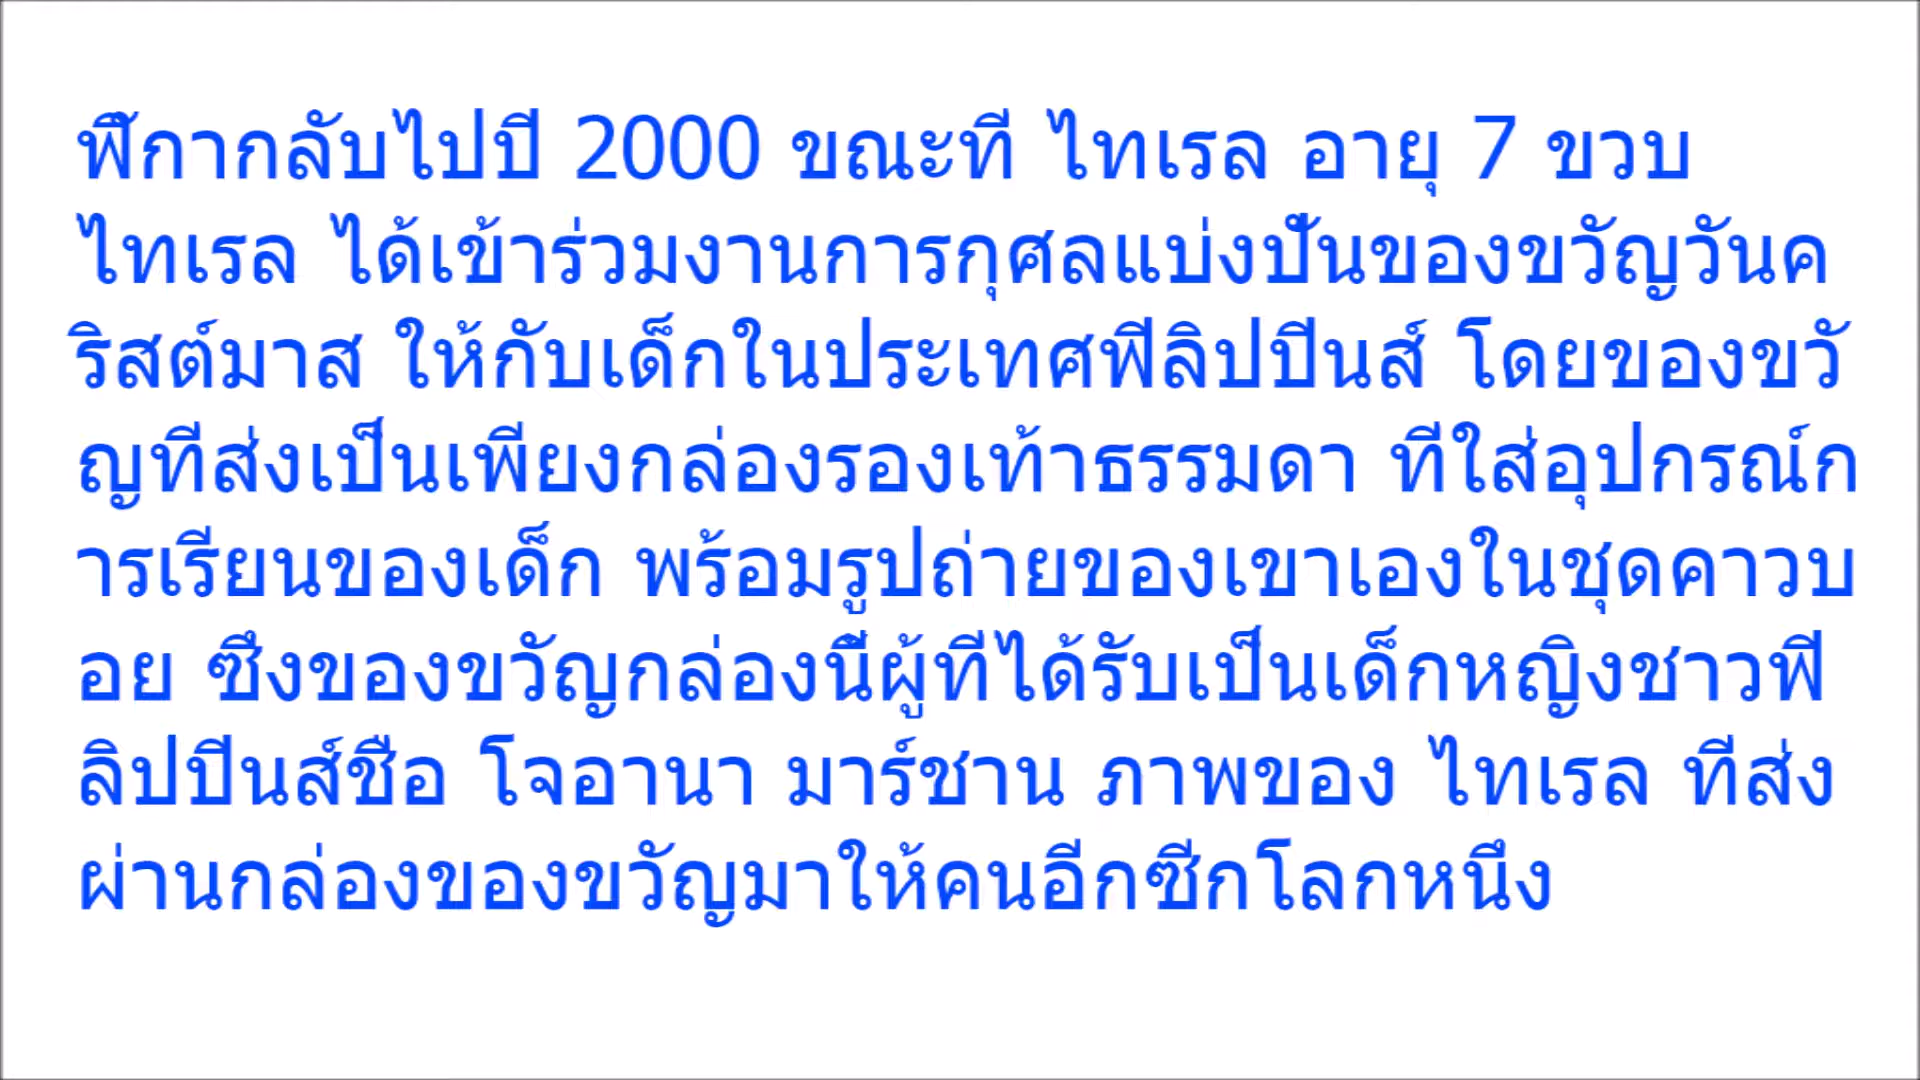 ฬิกากลับไปปี 2000 ขณะที่ ไทเรล อายุ 7 ขวบ
ไทเรล ได้เข้าร่วมงานการกุศลแบ่งปันของขวัญวันค
ริสต์มาส ให้กับเด็กในประเทศฟิลิปปินส์ โดยของขวั
ญที่ส่งเป็นเพียงกล่องรองเท้าธรรมดา ที่ใส่อุปกรณ์ก
ารเรียนของเด็ก พร้อมรูปถ่ายของเขาเองในชุดคาวบ
อย ซึ่งของขวัญกล่องนี้ผู้ที่ได้รับเป็นเด็กหญิงชาวฟิ
ลิปปินส์ชื่อ โจอานา มาร์ชาน ภาพของ ไทเรล ที่ส่ง
ผ่านกล่องของขวัญมาให้คนอีกซีกโลกหนึ่ง